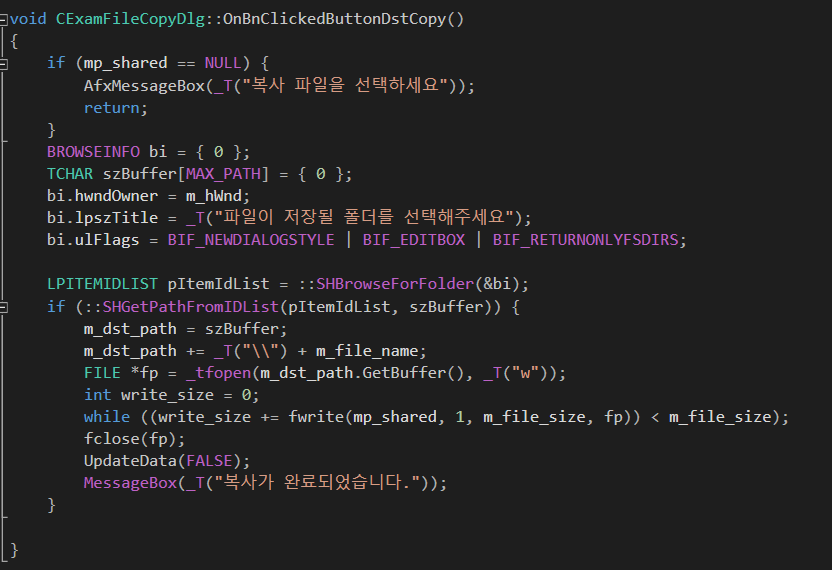 void CExamFileCopyDlg::OnBnClickedButtonDstCopy()
{
    if (mp_shared == NULL) {
        AfxMessageBox(_T("복사 파일을 선택하세요"));
        return;
    }
    BROWSEINFO bi = { 0 };
    TCHAR szBuffer[MAX_PATH] = { 0 };
    bi.hwndOwner = m_hWnd;
    bi.lpszTitle = _T("파일이 저장될 폴더를 선택해주세요");
    bi.ulFlags = BIF_NEWDIALOGSTYLE | BIF_EDITBOX | BIF_RETURNONLYFSDIRS;

    LPITEMIDLIST pItemIdList = ::SHBrowseForFolder(&bi);
    if (::SHGetPathFromIDList(pItemIdList, szBuffer)) {
        m_dst_path = szBuffer;
        m_dst_path += _T("\\") + m_file_name;
        FILE *fp = _tfopen(m_dst_path.GetBuffer(), _T("w"));
        int write_size = 0;
        while ((write_size += fwrite(mp_shared, 1, m_file_size, fp)) < m_file_size);
        fclose(fp);
        UpdateData(FALSE);
        MessageBox(_T("복사가 완료되었습니다."));
    }

}